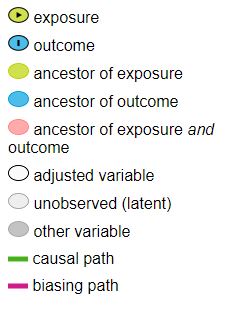 exposure
outcome
ancestor of exposure
ancestor of outcome
ancestor of exposure and
outcome
adjusted variable
unobserved (latent)
other variable
causal path
biasing path